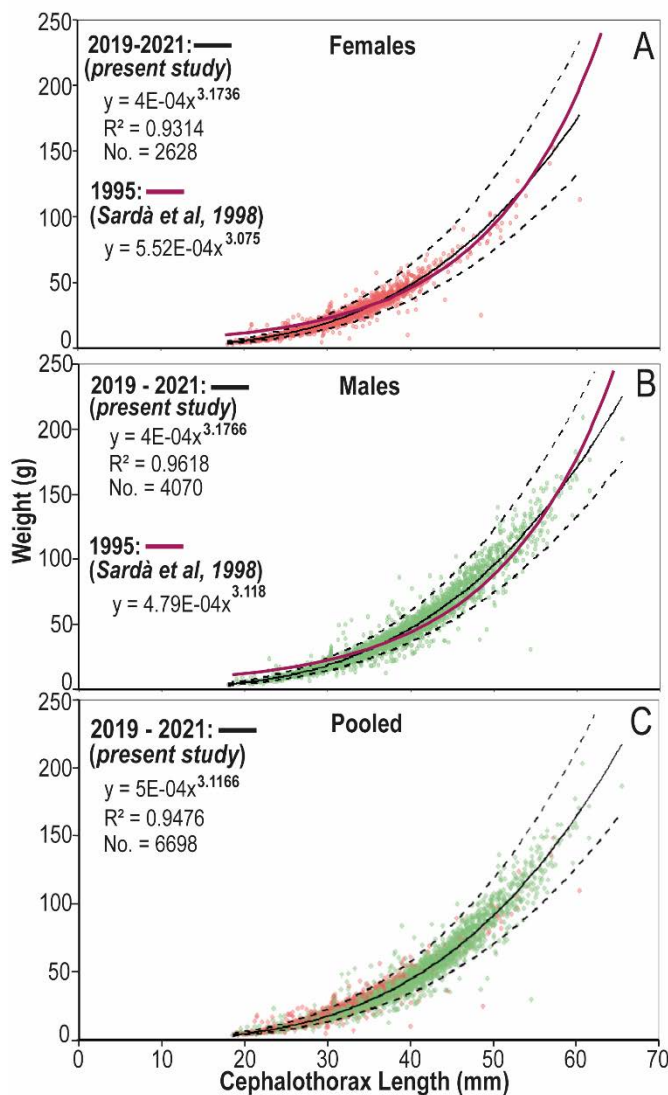 2019-2021:
(present study)
Females
A
y = 4E-04x^3.1736
R² = 0.9314
No. = 2628
1995:
(Sardà et al, 1998)
y = 5.52E-04x^3.075
250
200
150
100
50
0
2019 - 2021:
(present study)
Males
B
y = 4E-04x^3.1766
R² = 0.9618
No. = 4070
1995:
(Sardà et al, 1998)
y = 4.79E-04x^3.118
250
200
150
100
50
0
Weight (g)
2019 - 2021:
(present study)
Pooled
C
y = 5E-04x^3.1166
R² = 0.9476
No. = 6698
250
200
150
100
50
0
0 10 20 30 40 50 60 70
Cephalothorax Length (mm)